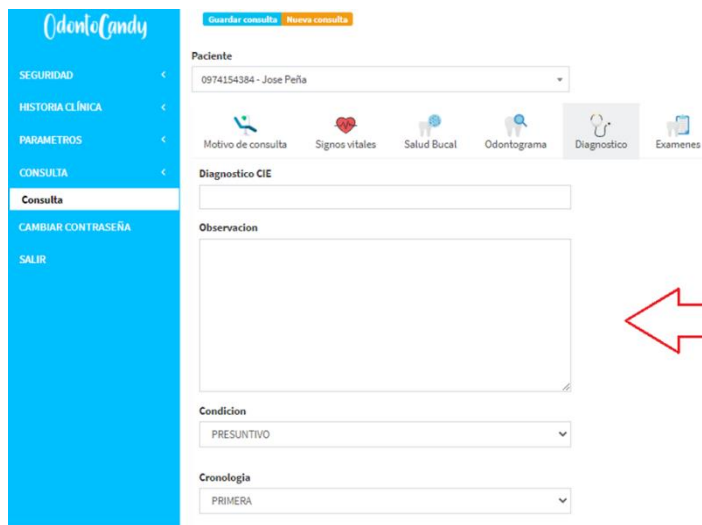 OdontoCandy
Guardar consulta Nueva consulta
Paciente
0974154384 - Jose Peña
SEGURIDAD
HISTORIA CLÍNICA
PARAMETROS
CONSULTA
Consulta
CAMBIAR CONTRASEÑA
SALIR
Motivo de consulta Signos vitales Salud Bucal Odontograma Diagnostico Examenes
Diagnostico CIE
Observacion
Condicion
PRESUNTIVO
Cronologia
PRIMERA